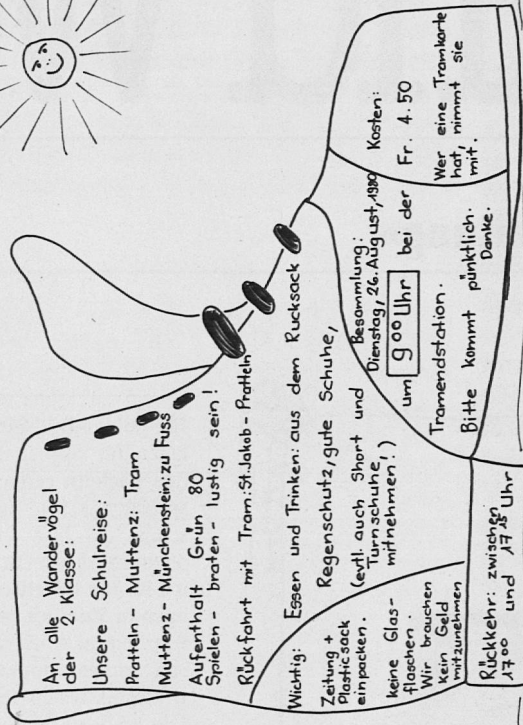 An alle Wandervögel
der 2. Klasse:
Unsere Schulreise:
Pratteln - Muttenz: Tram
Muttenz - Münchenstein: zu Fuss
Aufenthalt Grün 80
Spielen - braten - lustig sein!
Rückfahrt mit Tram: St. Jakob - Pratteln
Wichtig: Essen und Trinken: aus dem Rucksack
Regenschutz, gute Schuhe,
(evtl. auch Short und
Turnschuhe
mitnehmen!)
Zeitung +
Plasticsack
einpacken.
keine Glas-
flaschen.
Wir brauchen
Kein Geld
mitzunehmen
Besammlung:
Dienstag, 26. August, 1980
um 9⁰⁰ Uhr bei der
Tramendstation.
Bitte kommt pünktlich.
Danke.
Kosten:
Fr. 4.50
Wer eine Tramkarte
hat, nimmt sie
mit.
Rückkehr: zwischen
17⁰⁰ und 17¹⁵ Uhr